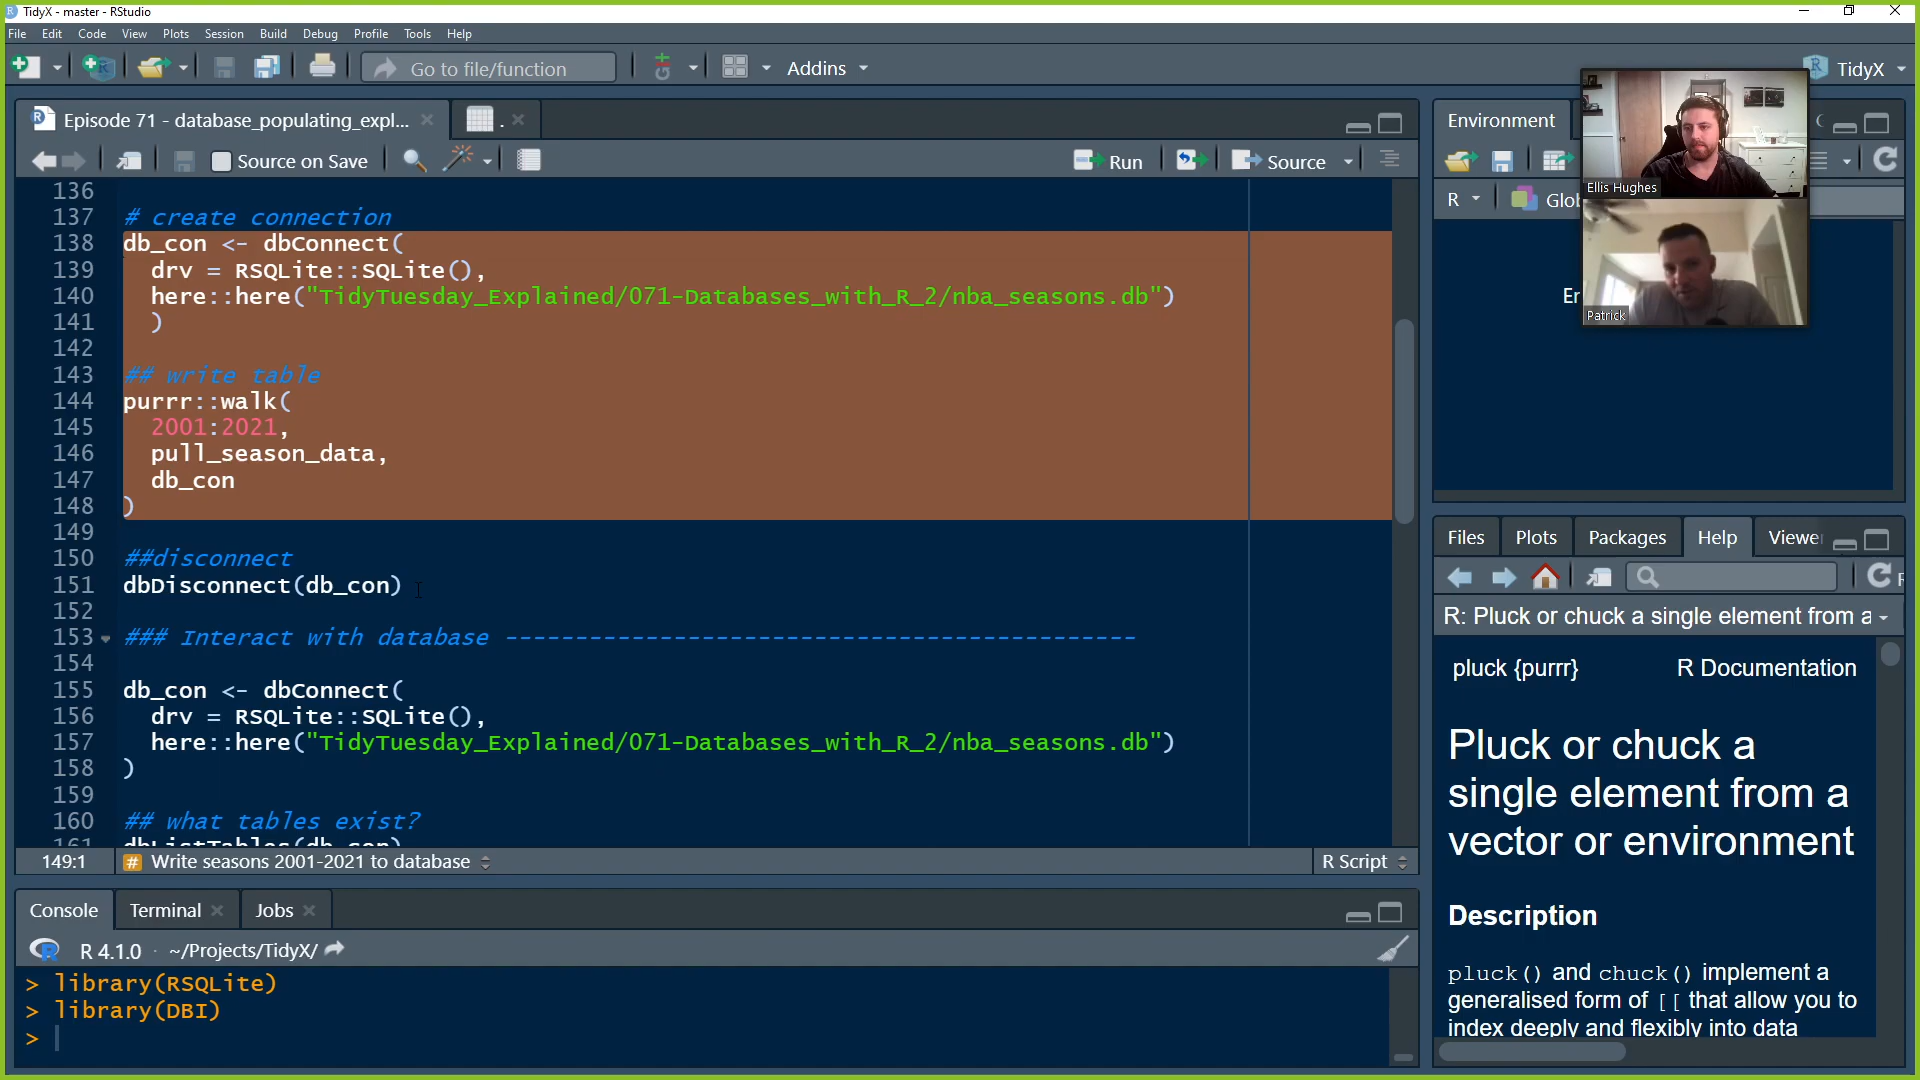 TidyX - master - RStudio
File Edit Code View Plots Session Build Debug Profile Tools Help
Go to file/function Addins TidyX
Episode 71 - database_populating_expl... .
Source on Save Run Source
136
137 # create connection
138 db_con <- dbConnect(
139 drv = RSQLite::SQLite(),
140 here::here("TidyTuesday_Explained/071-Databases_with_R_2/nba_seasons.db")
141 )
142
143 ## write table
144 purrr::walk(
145 2001:2021,
146 pull_season_data,
147 db_con
148 )
149
150 ##disconnect
151 dbDisconnect(db_con)
152
153 ### Interact with database ---------------------------------------------
154
155 db_con <- dbConnect(
156 drv = RSQLite::SQLite(),
157 here::here("TidyTuesday_Explained/071-Databases_with_R_2/nba_seasons.db")
158 )
159
160 ## what tables exist?
161 dbListTables(db_con)
149:1 # Write seasons 2001-2021 to database R Script
Console Terminal Jobs
R 4.1.0 · ~/Projects/TidyX/
> library(RSQLite)
> library(DBI)
>
Environment
R Glo
Ellis Hughes
Patrick
Files Plots Packages Help Viewe
R: Pluck or chuck a single element from a
pluck {purrr} R Documentation
Pluck or chuck a
single element from a
vector or environment
Description
pluck() and chuck() implement a
generalised form of [[ that allow you to
index deeply and flexibly into data